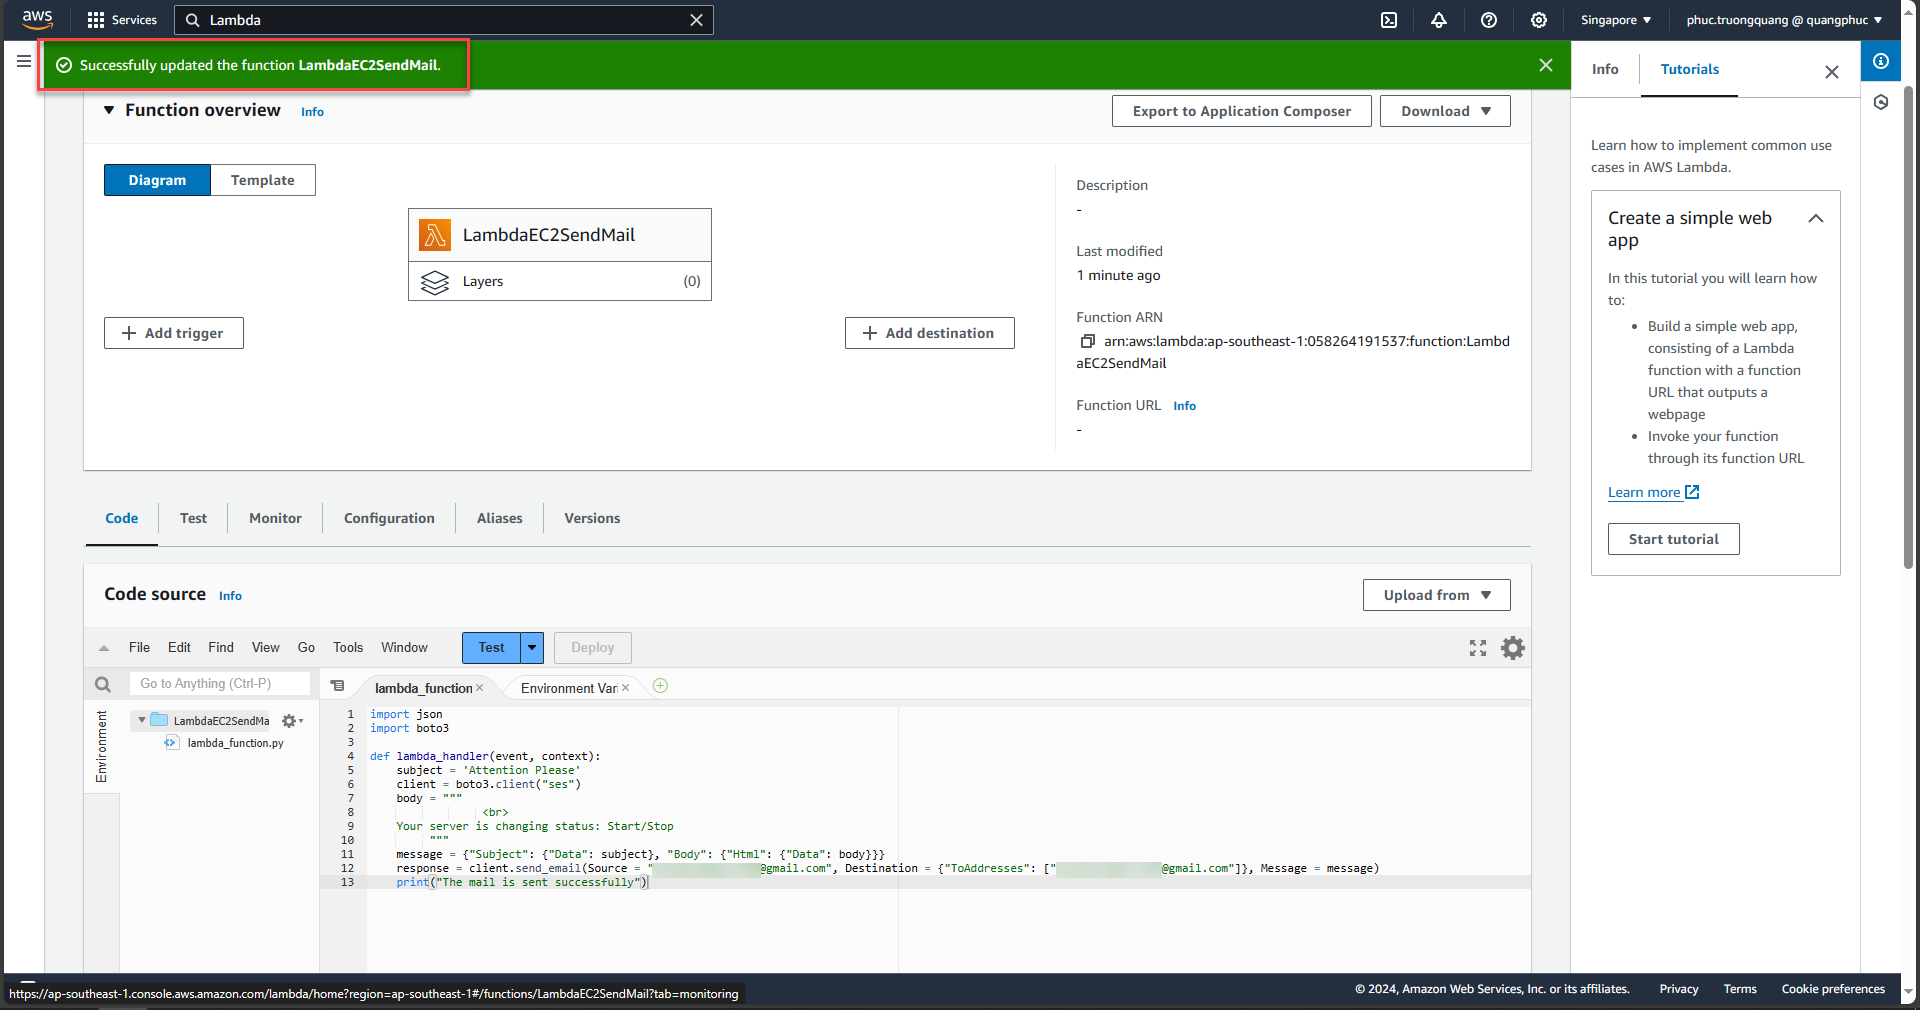 aws
Services
Lambda
Singapore
phuc.truongquang @ quangphuc
Successfully updated the function LambdaEC2SendMail.
Function overview Info
Export to Application Composer
Download
Diagram
Template
LambdaEC2SendMail
Layers
(0)
Add trigger
Add destination
Description
-
Last modified
1 minute ago
Function ARN
arn:aws:lambda:ap-southeast-1:058264191537:function:Lambd
aEC2SendMail
Function URL Info
-
Info
Tutorials
Learn how to implement common use
cases in AWS Lambda.
Create a simple web
app
In this tutorial you will learn how
to:
• Build a simple web app,
consisting of a Lambda
function with a function
URL that outputs a
webpage
• Invoke your function
through its function URL
Learn more
Start tutorial
Code
Test
Monitor
Configuration
Aliases
Versions
Code source Info
Upload from
File
Edit
Find
View
Go
Tools
Window
Test
Deploy
Go to Anything (Ctrl-P)
lambda_function
Environment Vari
Environment
LambdaEC2SendMa
lambda_function.py
1 import json
2 import boto3
3
4 def lambda_handler(event, context):
5 subject = 'Attention Please'
6 client = boto3.client("ses")
7 body = """
8 <br>
9 Your server is changing status: Start/Stop
10 """
11 message = {"Subject": {"Data": subject}, "Body": {"Html": {"Data": body}}}
12 response = client.send_email(Source = "@gmail.com", Destination = {"ToAddresses": ["@gmail.com"]}, Message = message)
13 print("The mail is sent successfully")
https://ap-southeast-1.console.aws.amazon.com/lambda/home?region=ap-southeast-1#/functions/LambdaEC2SendMail?tab=monitoring
© 2024, Amazon Web Services, Inc. or its affiliates.
Privacy
Terms
Cookie preferences